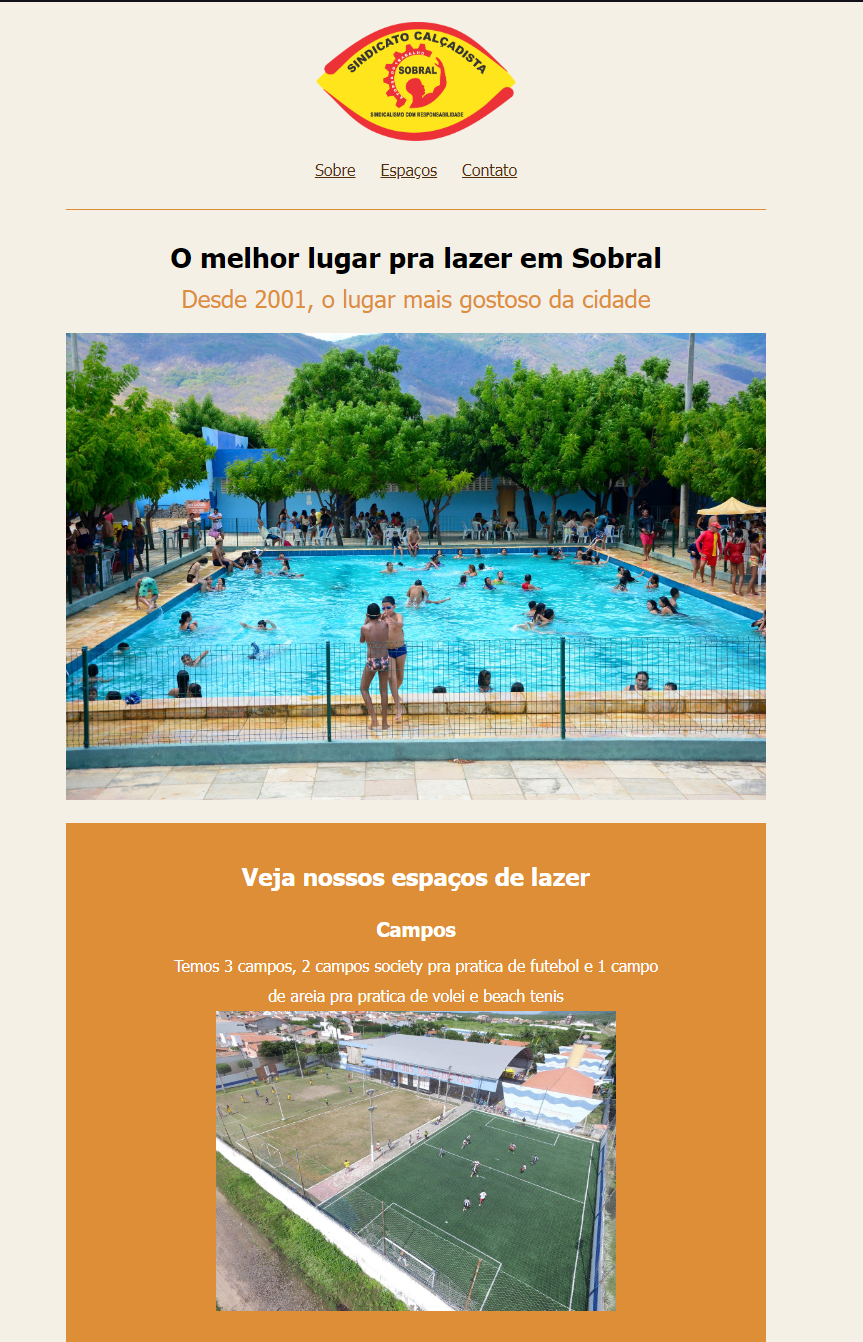 SINDICATO CALÇADISTA
SOBRAL
SINDICALISMO COM RESPONSABILIDADE
Sobre Espaços Contato
O melhor lugar pra lazer em Sobral
Desde 2001, o lugar mais gostoso da cidade
Veja nossos espaços de lazer
Campos
Temos 3 campos, 2 campos society pra pratica de futebol e 1 campo
de areia pra pratica de volei e beach tenis